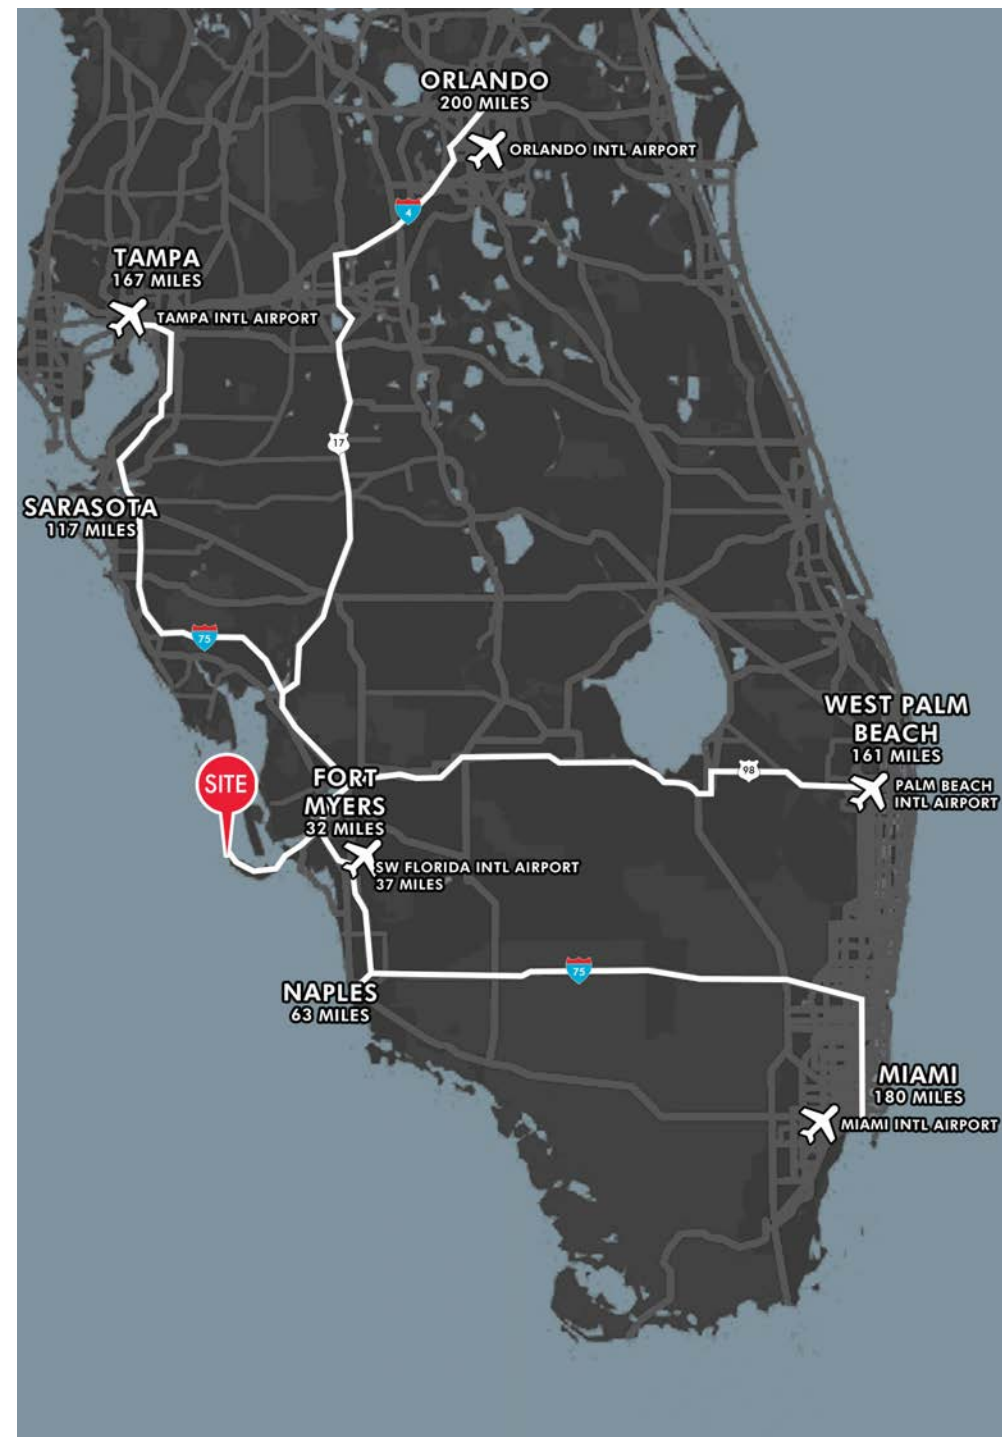 ORLANDO
200 MILES
ORLANDO INTL AIRPORT
4
TAMPA
167 MILES
TAMPA INTL AIRPORT
17
SARASOTA
117 MILES
75
WEST PALM
BEACH
161 MILES
98
PALM BEACH
INTL AIRPORT
SITE
FORT
MYERS
32 MILES
SW FLORIDA INTL AIRPORT
37 MILES
75
NAPLES
63 MILES
MIAMI
180 MILES
MIAMI INTL AIRPORT